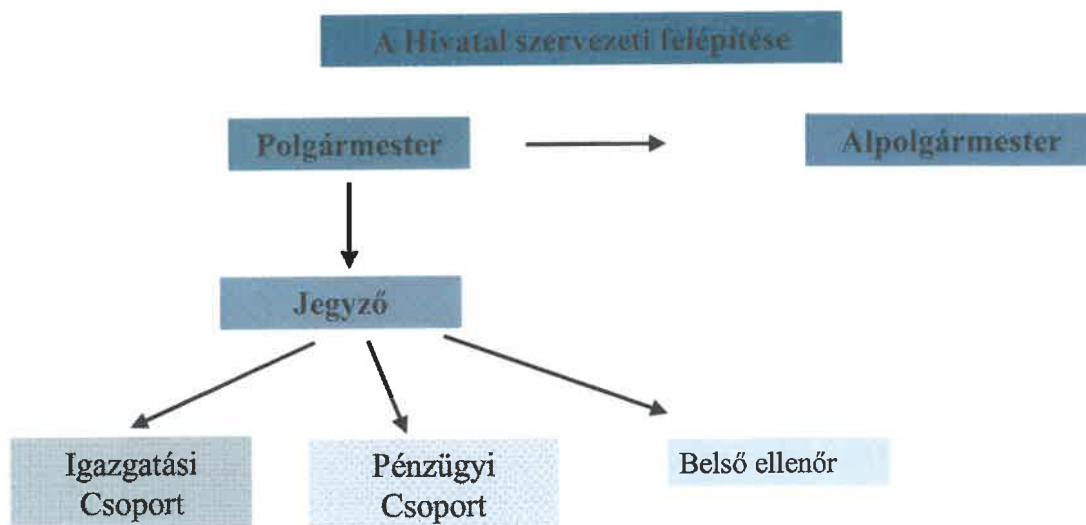 A Hivatal szervezeti felépítése
Polgármester
Alpolgármester
Jegyző
Igazgatási
Csoport
Pénzügyi
Csoport
Belső ellenőr